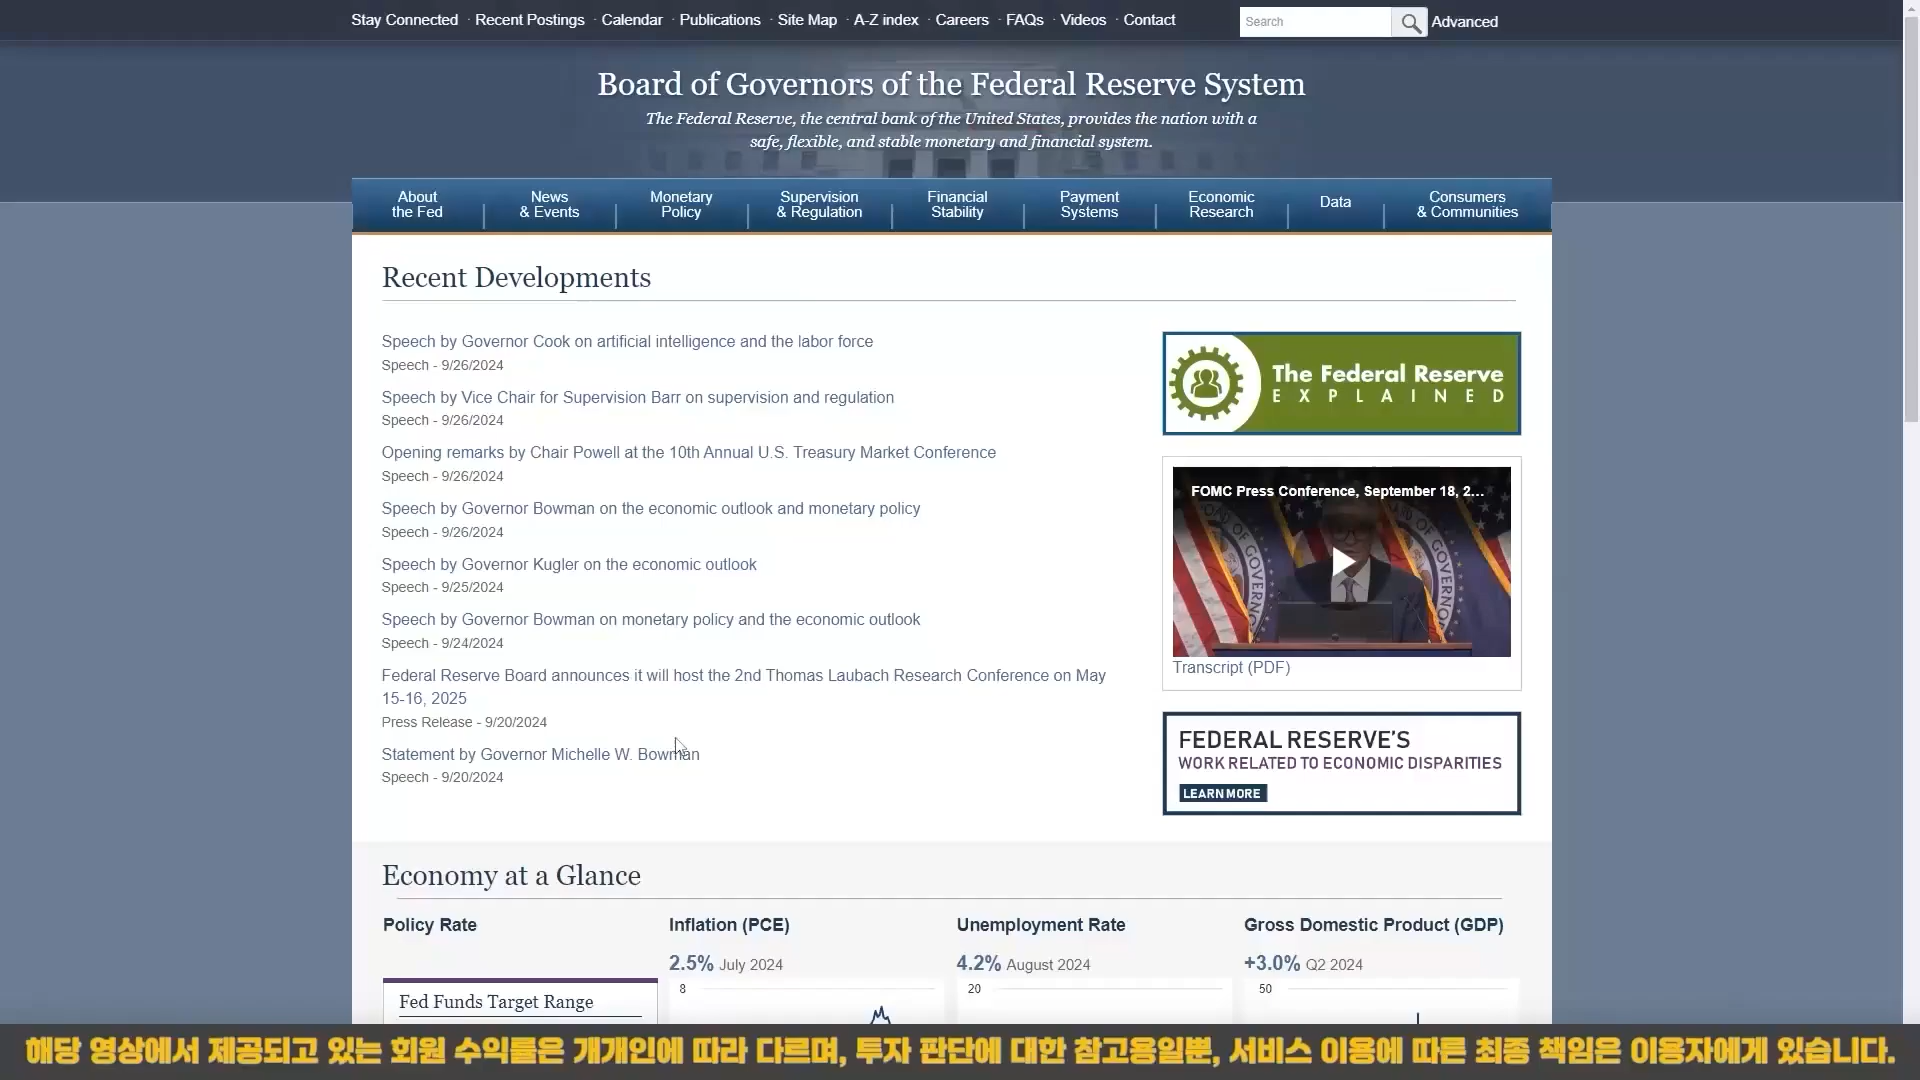 Stay Connected · Recent Postings · Calendar · Publications · Site Map · A-Z index · Careers · FAQs · Videos · Contact
Search
Advanced
Board of Governors of the Federal Reserve System
The Federal Reserve, the central bank of the United States, provides the nation with a
safe, flexible, and stable monetary and financial system.
About
the Fed
News
& Events
Monetary
Policy
Supervision
& Regulation
Financial
Stability
Payment
Systems
Economic
Research
Data
Consumers
& Communities
Recent Developments
Speech by Governor Cook on artificial intelligence and the labor force
Speech - 9/26/2024
Speech by Vice Chair for Supervision Barr on supervision and regulation
Speech - 9/26/2024
Opening remarks by Chair Powell at the 10th Annual U.S. Treasury Market Conference
Speech - 9/26/2024
Speech by Governor Bowman on the economic outlook and monetary policy
Speech - 9/26/2024
Speech by Governor Kugler on the economic outlook
Speech - 9/25/2024
Speech by Governor Bowman on monetary policy and the economic outlook
Speech - 9/24/2024
Federal Reserve Board announces it will host the 2nd Thomas Laubach Research Conference on May
15-16, 2025
Press Release - 9/20/2024
Statement by Governor Michelle W. Bowman
Speech - 9/20/2024
The Federal Reserve
EXPLAINED
FOMC Press Conference, September 18, 2...
Transcript (PDF)
FEDERAL RESERVE'S
WORK RELATED TO ECONOMIC DISPARITIES
LEARN MORE
Economy at a Glance
Policy Rate
Fed Funds Target Range
Inflation (PCE)
2.5% July 2024
8
Unemployment Rate
4.2% August 2024
20
Gross Domestic Product (GDP)
+3.0% Q2 2024
50
해당 영상에서 제공되고 있는 회원 수익률은 개개인에 따라 다르며, 투자 판단에 대한 참고용일뿐, 서비스 이용에 따른 최종 책임은 이용자에게 있습니다.